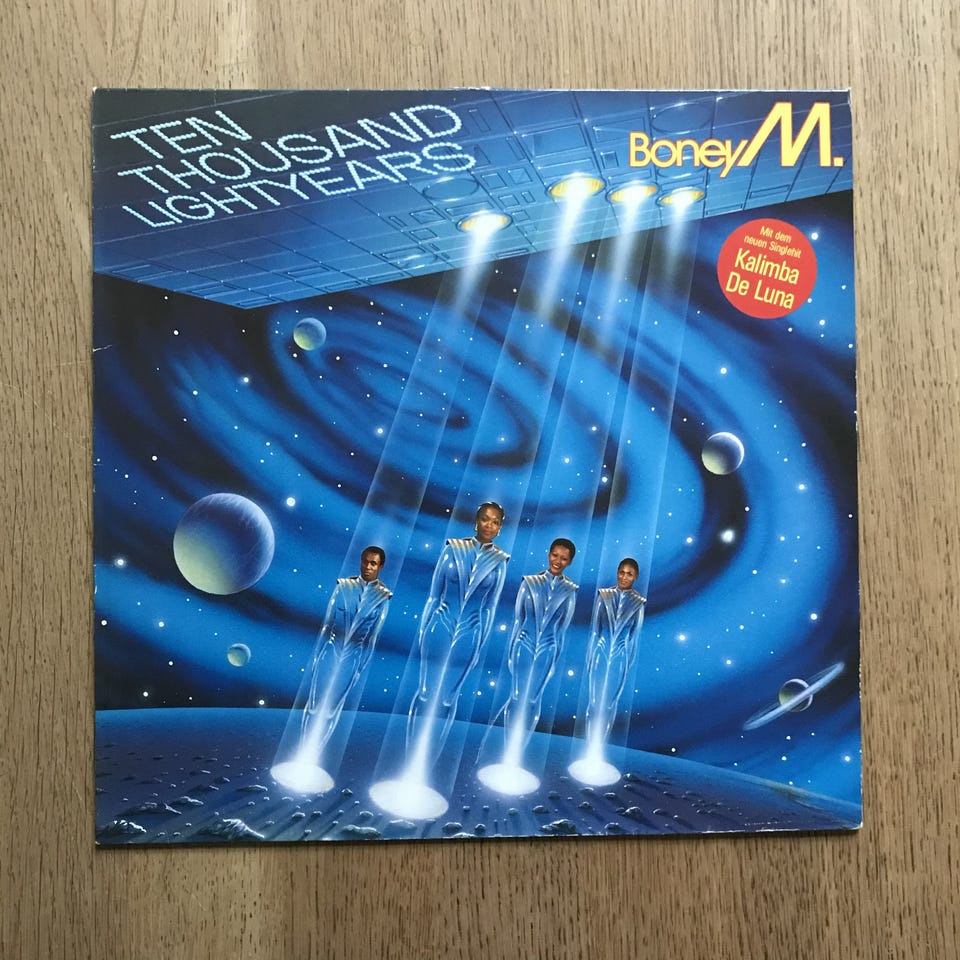 TEN
THOUSAND
LIGHTYEARS
Boney M.
Mit dem
neuen Singlehit
Kalimba
De Luna